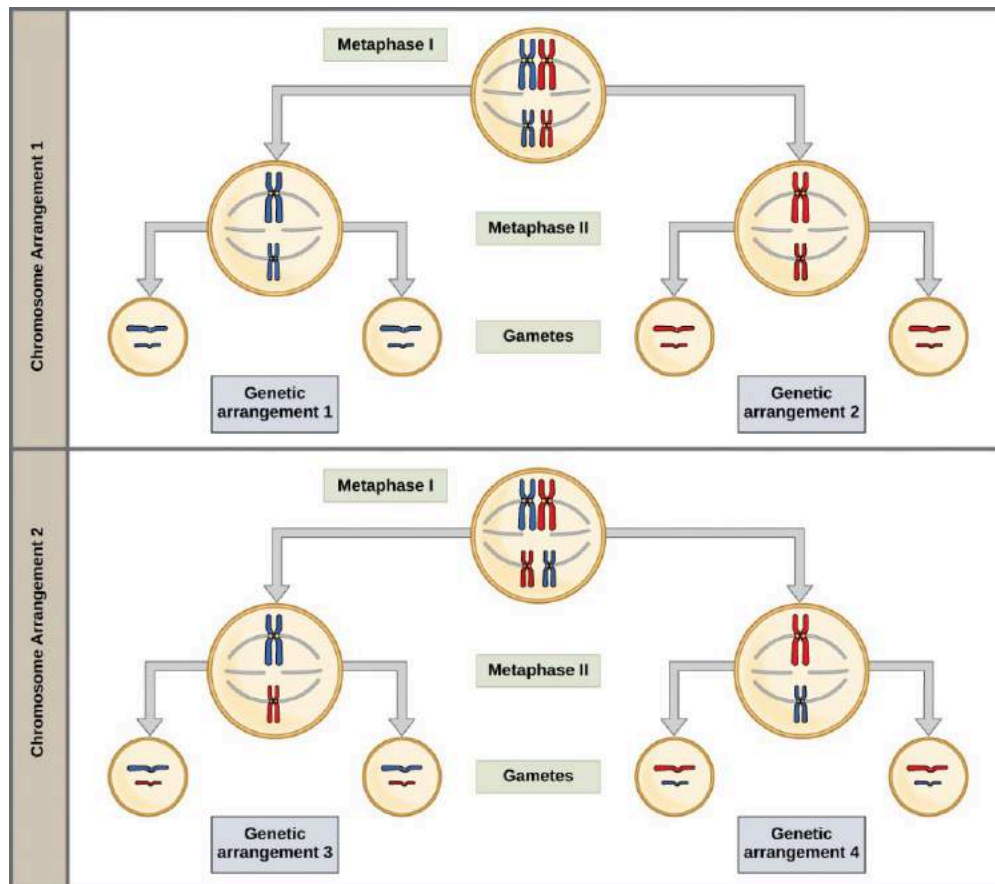 Chromosome Arrangement 1
Metaphase I
Metaphase II
Gametes
Genetic
arrangement 1
Genetic
arrangement 2
Chromosome Arrangement 2
Metaphase I
Metaphase II
Gametes
Genetic
arrangement 3
Genetic
arrangement 4